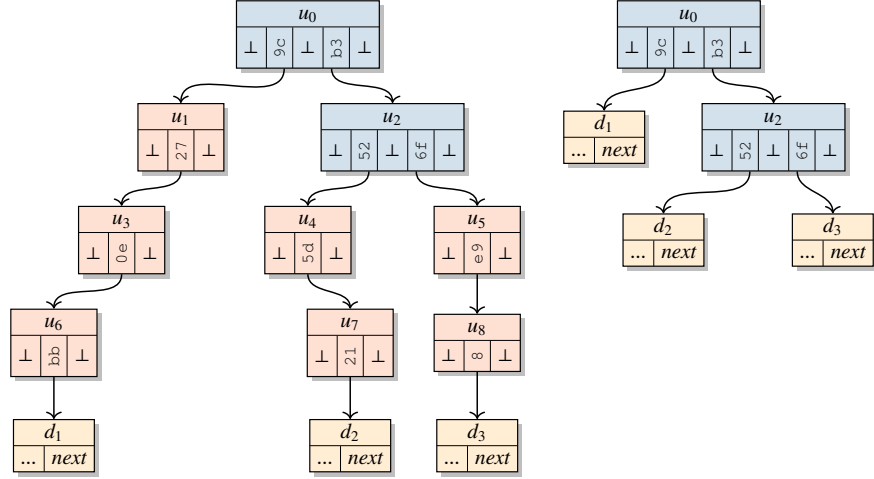 u0 u0
⊥ 9c ⊥ b3 ⊥ ⊥ 9c ⊥ b3 ⊥
u1 u2 d1 u2
⊥ 27 ⊥ ⊥ 52 ⊥ 6f ⊥ ... next ⊥ 52 ⊥ 6f ⊥
u3 u4 u5 d2 d3
⊥ 0e ⊥ ⊥ 5d ⊥ ⊥ e9 ⊥ ... next ... next
u6 u7 u8
⊥ bb ⊥ ⊥ 21 ⊥ ⊥ 8 ⊥
d1 d2 d3
... next ... next ... next